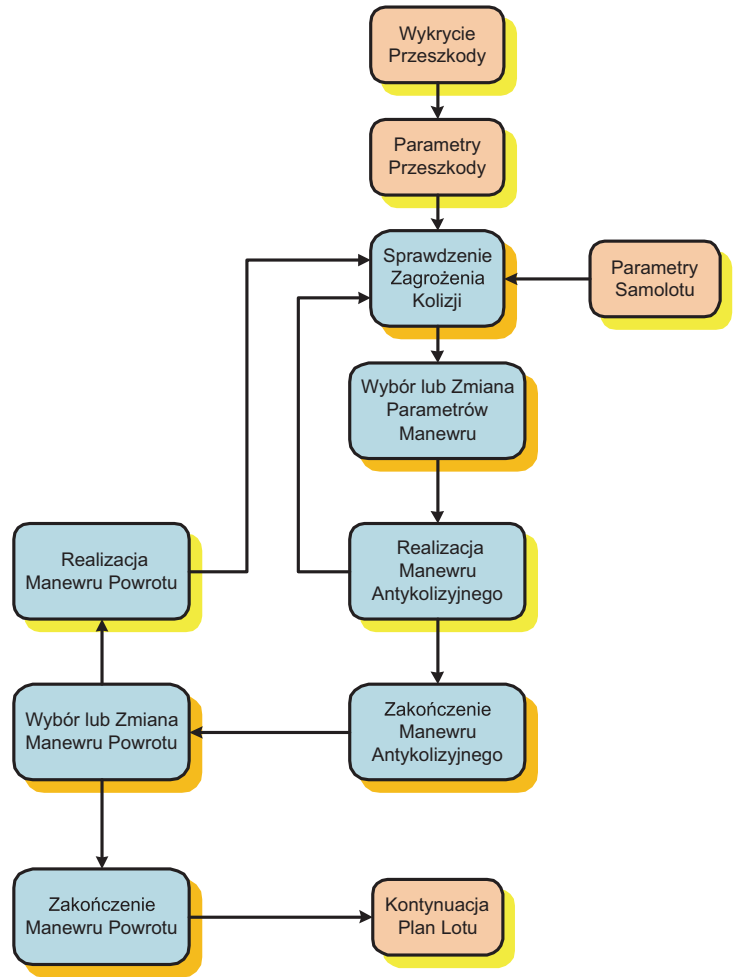 Wykrycie
Przeszkody
Parametry
Przeszkody
Sprawdzenie
Zagrożenia
Kolizji
Parametry
Samolotu
Wybór lub Zmiana
Parametrów
Manewru
Realizacja
Manewru Powrotu
Realizacja
Manewru
Antykolizyjnego
Wybór lub Zmiana
Manewru Powrotu
Zakończenie
Manewru
Antykolizyjnego
Zakończenie
Manewru Powrotu
Kontynuacja
Plan Lotu